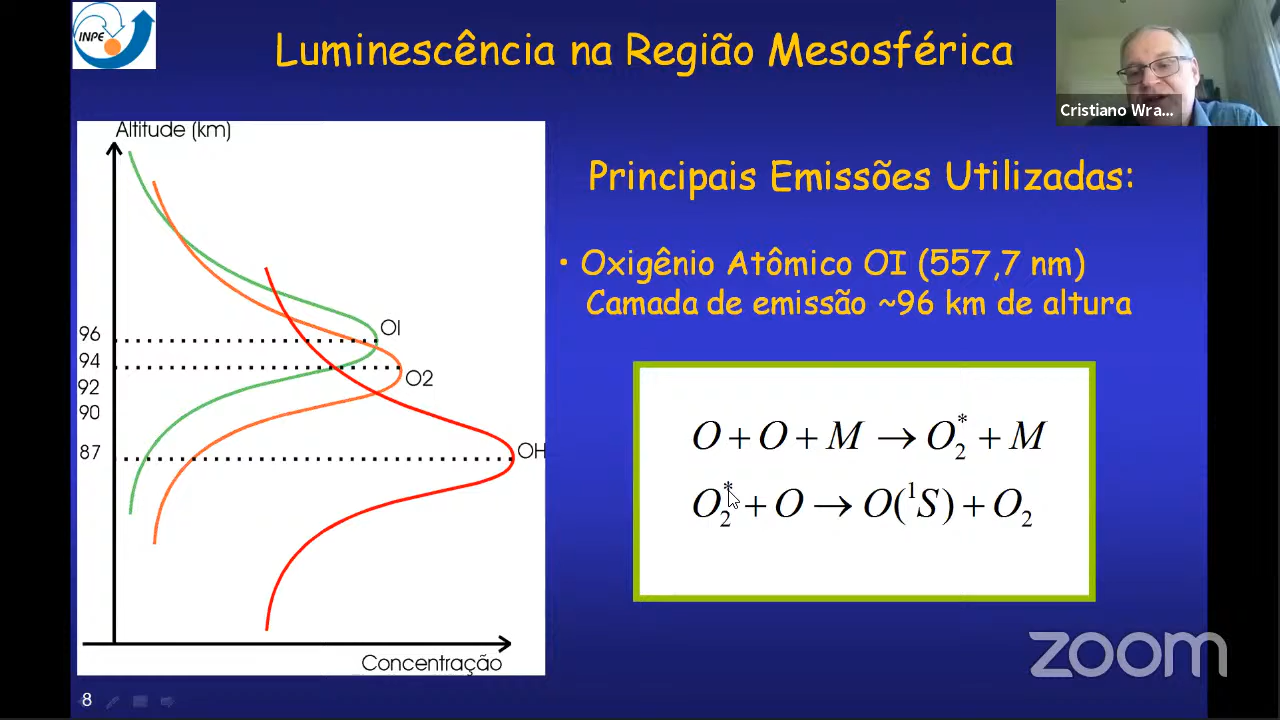 INPE
Luminescência na Região Mesosférica
Cristiano Wra...
Altitude (km)
Principais Emissões Utilizadas:
• Oxigênio Atômico OI (557,7 nm)
Camada de emissão ~96 km de altura
96
OI
94
O2
92
90
87
OH
O + O + M → O₂* + M
O₂* + O → O(¹S) + O₂
Concentração
zoom
8